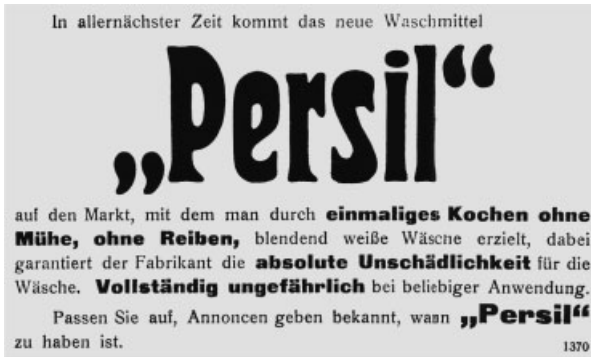 In allernächster Zeit kommt das neue Waschmittel
„Persil“
auf den Markt, mit dem man durch einmaliges Kochen ohne
Mühe, ohne Reiben, blendend weiße Wäsche erzielt, dabei
garantiert der Fabrikant die absolute Unschädlichkeit für die
Wäsche. Vollständig ungefährlich bei beliebiger Anwendung.
Passen Sie auf, Annoncen geben bekannt, wann „Persil“
zu haben ist.
1370